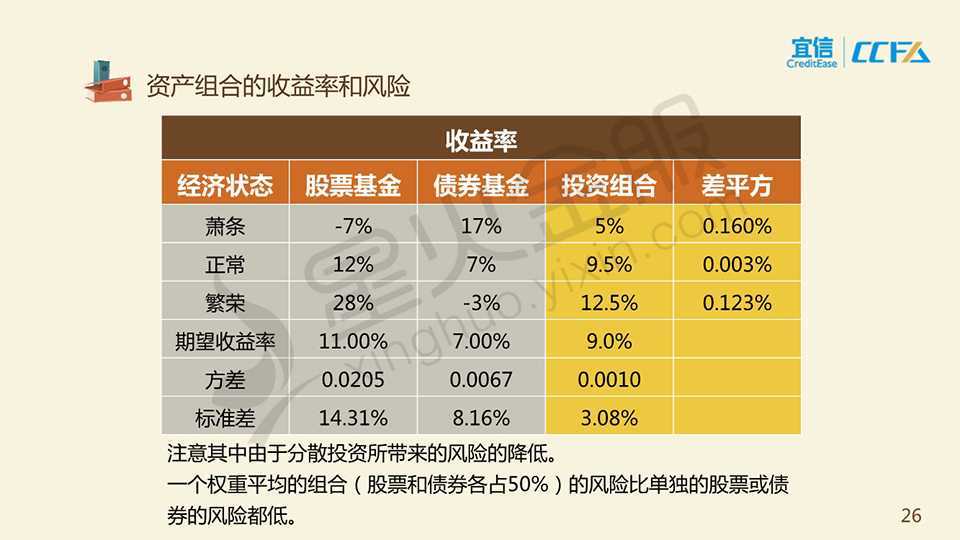 宜信 CCFA
CreditEase
资产组合的收益率和风险
收益率
经济状态 股票基金 债券基金 投资组合 差平方
萧条 -7% 17% 5% 0.160%
正常 12% 7% 9.5% 0.003%
繁荣 28% -3% 12.5% 0.123%
期望收益率 11.00% 7.00% 9.0%
方差 0.0205 0.0067 0.0010
标准差 14.31% 8.16% 3.08%
星火金服
xinghuo.yixin.com
注意其中由于分散投资所带来的风险的降低。
一个权重平均的组合（股票和债券各占50%）的风险比单独的股票或债
券的风险都低。
26